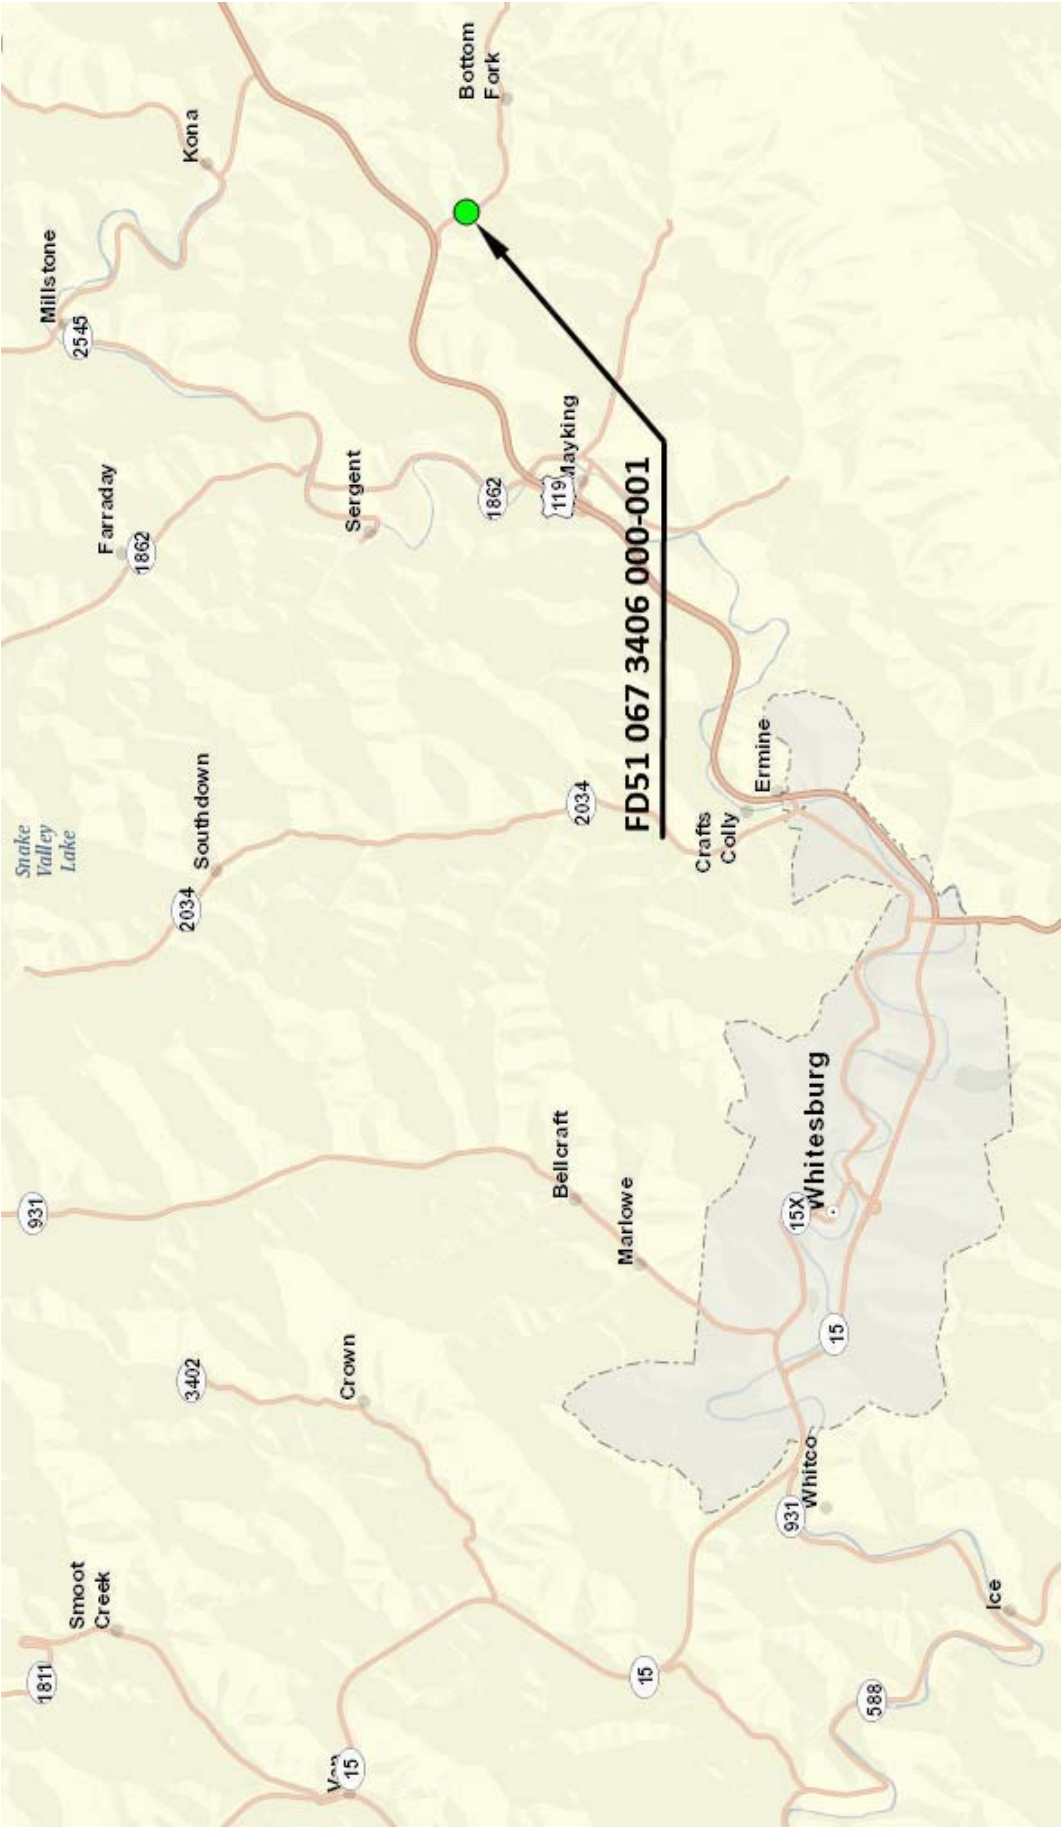 Snake
Valley
Lake
931
1811
Millstone
2545
Smoot
Creek
Farraday
1862
2034
3402
Kona
Southdown
Crown
15
Sergent
Bottom
Fork
1862
119
Bellcraft
Mayking
2034
Marlowe
FD51 067 3406 000-001
15
Crafts
Colly
Ermine
931
15X
Whitco
Whitesburg
15
588
Ice